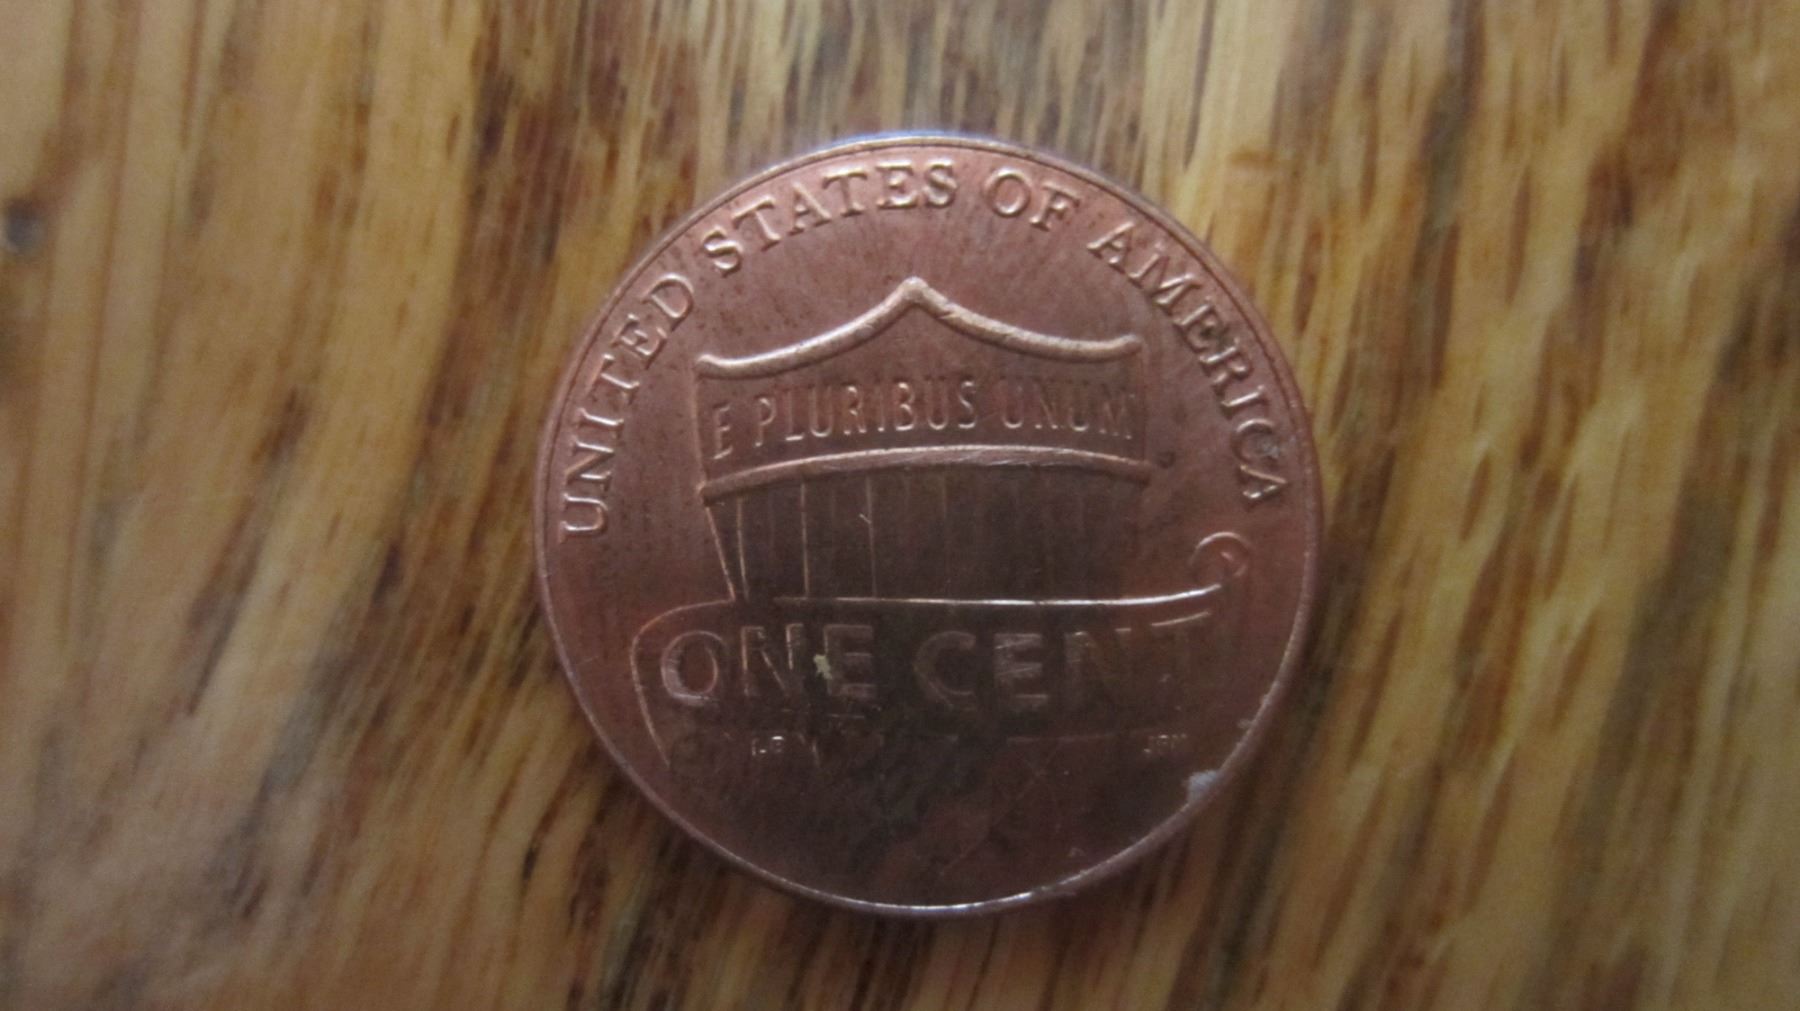 UNITED STATES OF AMERICA
E PLURIBUS UNUM
ONE CENT